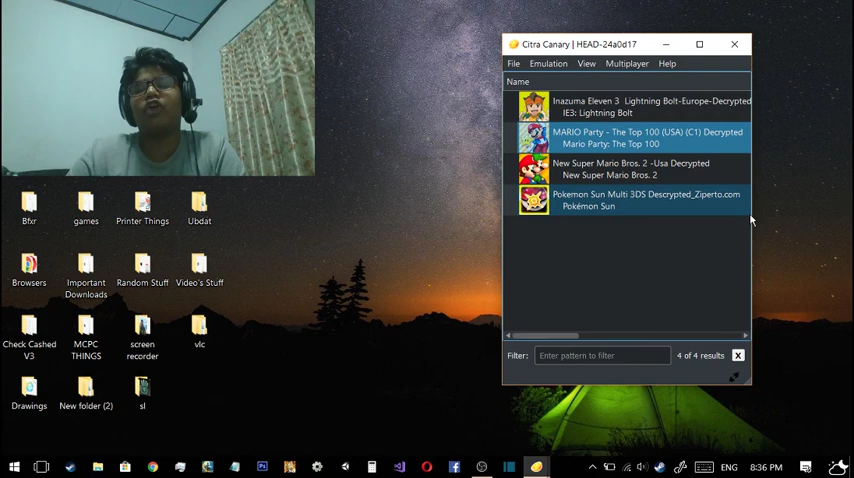 Citra Canary | HEAD-24a0d17
File Emulation View Multiplayer Help
Name
Inazuma Eleven 3 Lightning Bolt-Europe-Decrypted
IE3: Lightning Bolt
MARIO Party - The Top 100 (USA) (C1) Decrypted
Mario Party: The Top 100
New Super Mario Bros. 2 -Usa Decrypted
New Super Mario Bros. 2
Pokemon Sun Multi 3DS Descrypted_Ziperto.com
Pokémon Sun
Filter: Enter pattern to filter 4 of 4 results X
Bfxr games Printer Things Ubdat
Browsers Important Downloads Random Stuff Video's Stuff
Check Cashed V3 MCPC THINGS screen recorder vlc
Drawings New folder (2) sl
ENG 8:36 PM